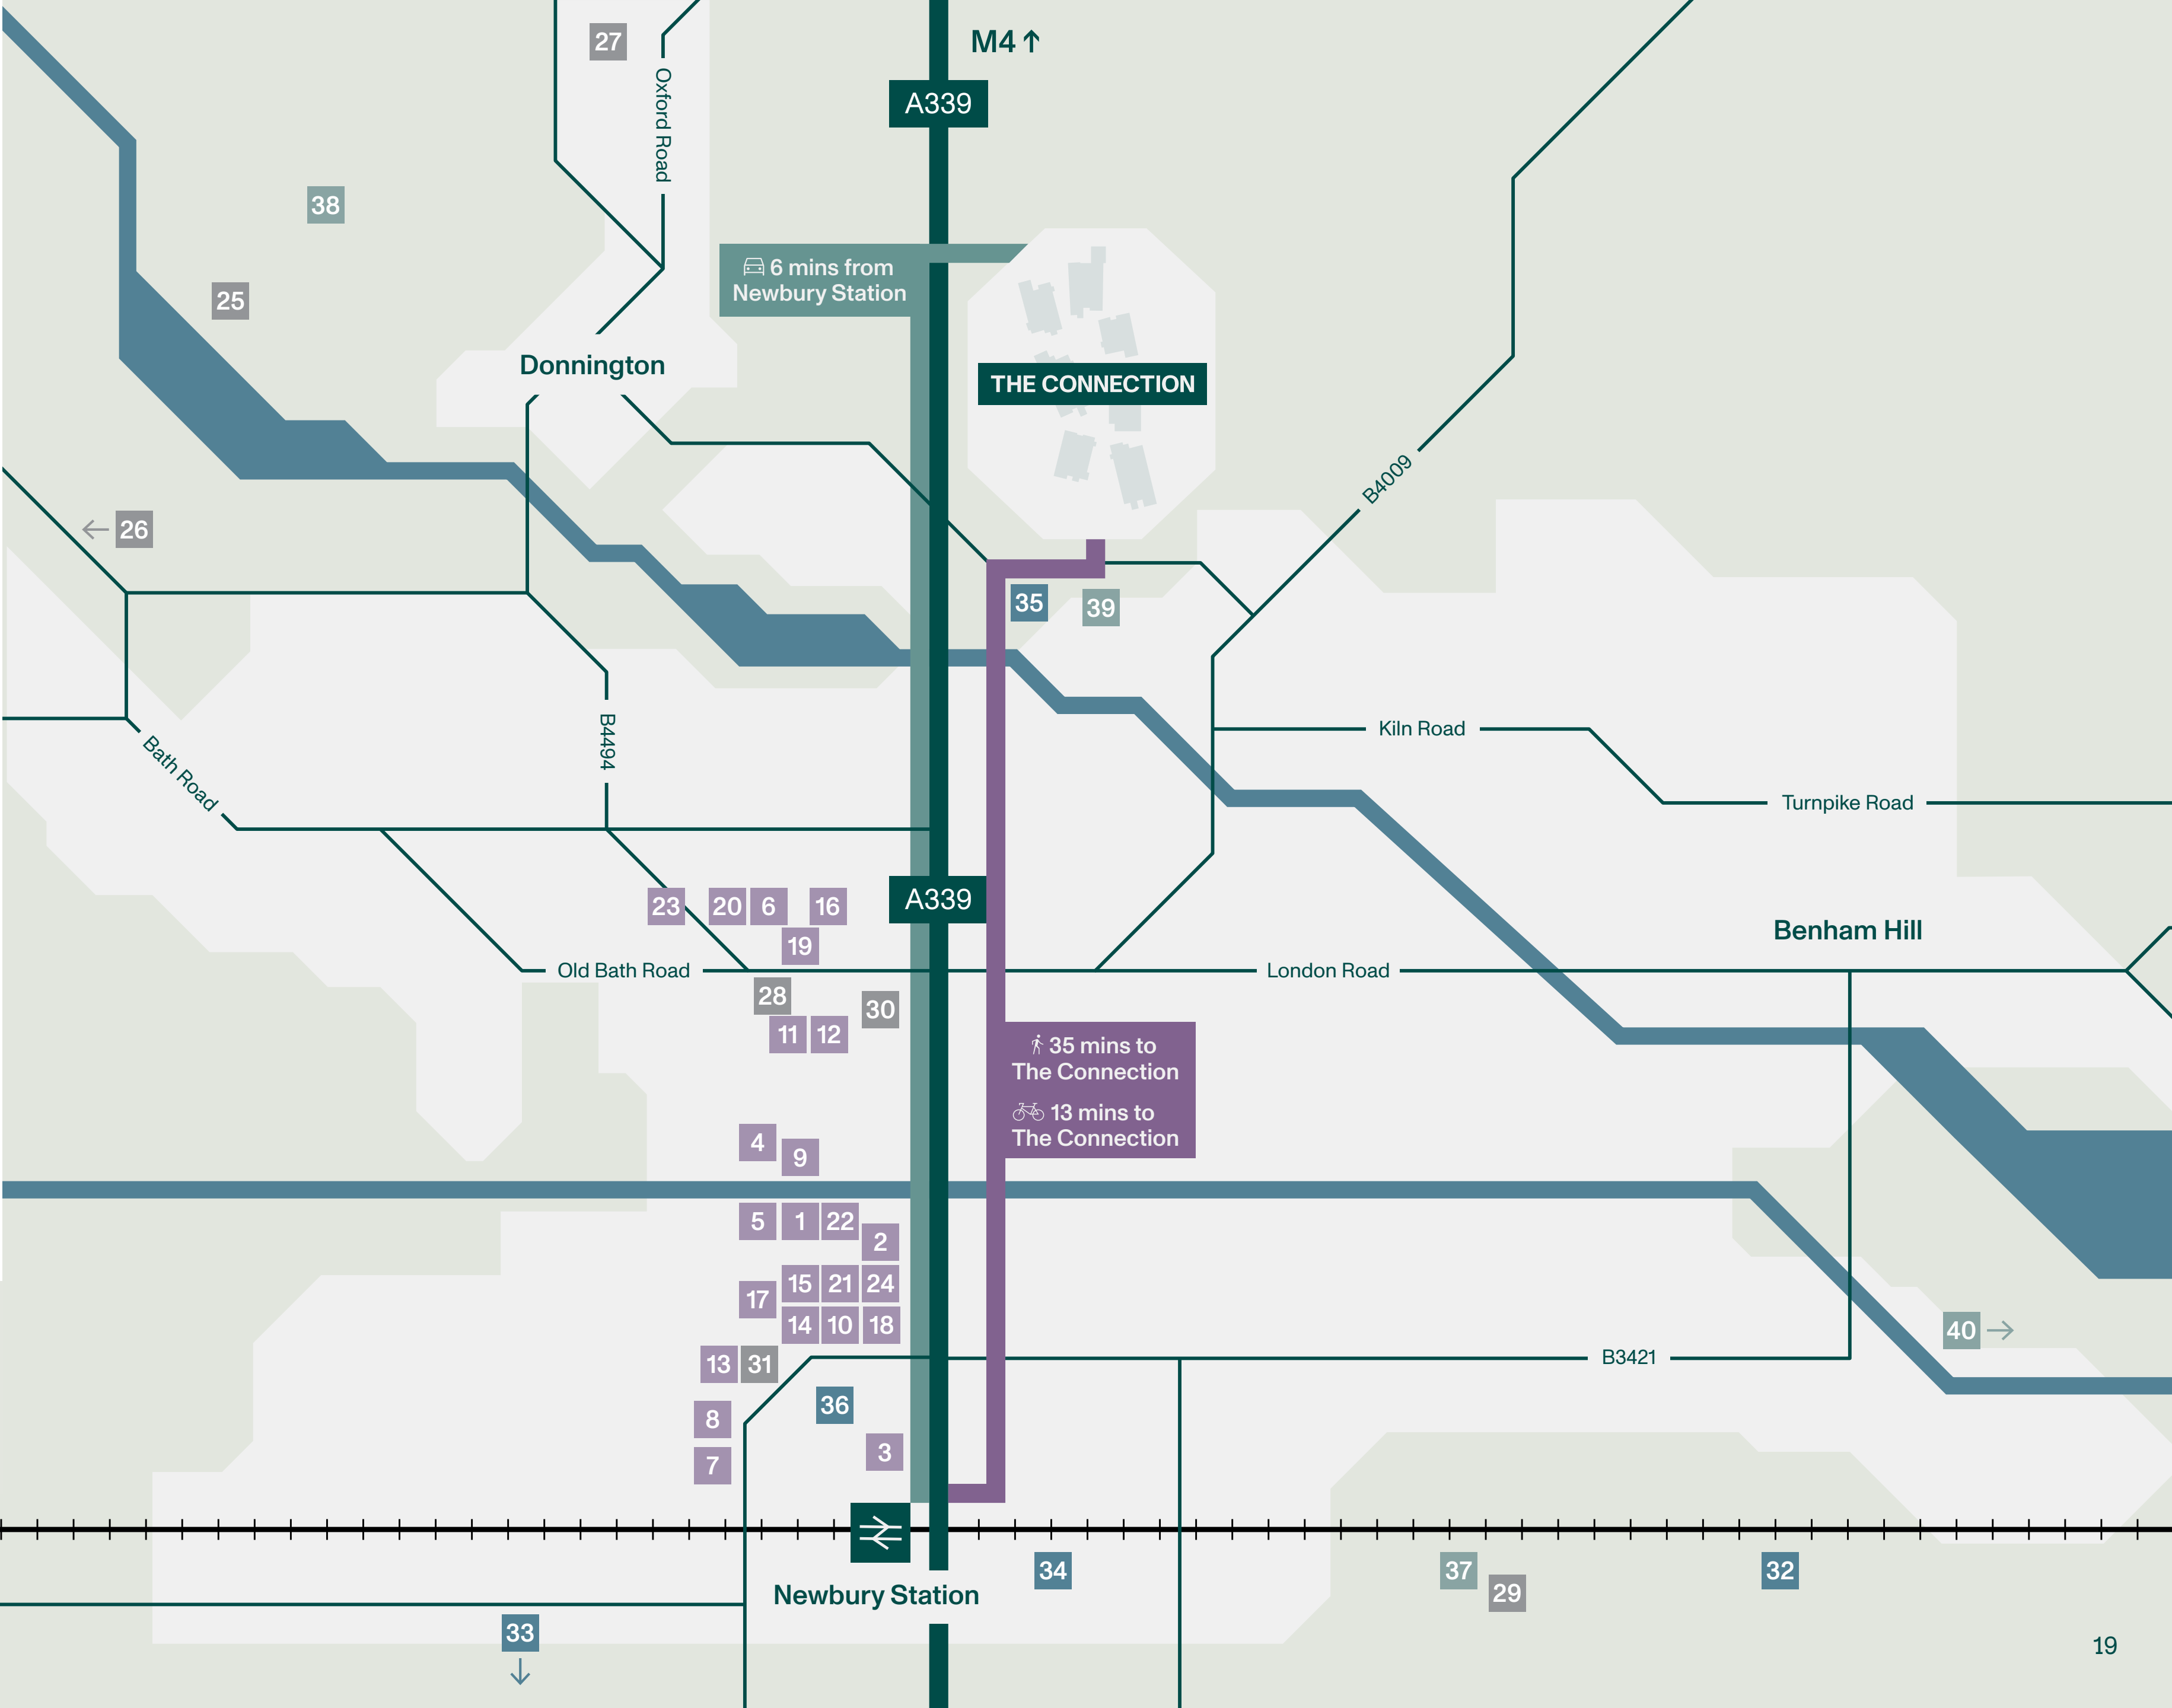 27
M4 ↑
A339
Oxford Road
38
6 mins from
Newbury Station
25
Donnington
THE CONNECTION
B4009
← 26
35
39
B4494
Kiln Road
Bath Road
Turnpike Road
23
20
6
16
A339
19
Benham Hill
Old Bath Road
London Road
28
30
11
12
35 mins to
The Connection
13 mins to
The Connection
4
9
5
1
22
2
15
21
24
17
14
10
18
40 →
13
31
B3421
36
8
3
7
34
37
32
29
Newbury Station
33
↓
19